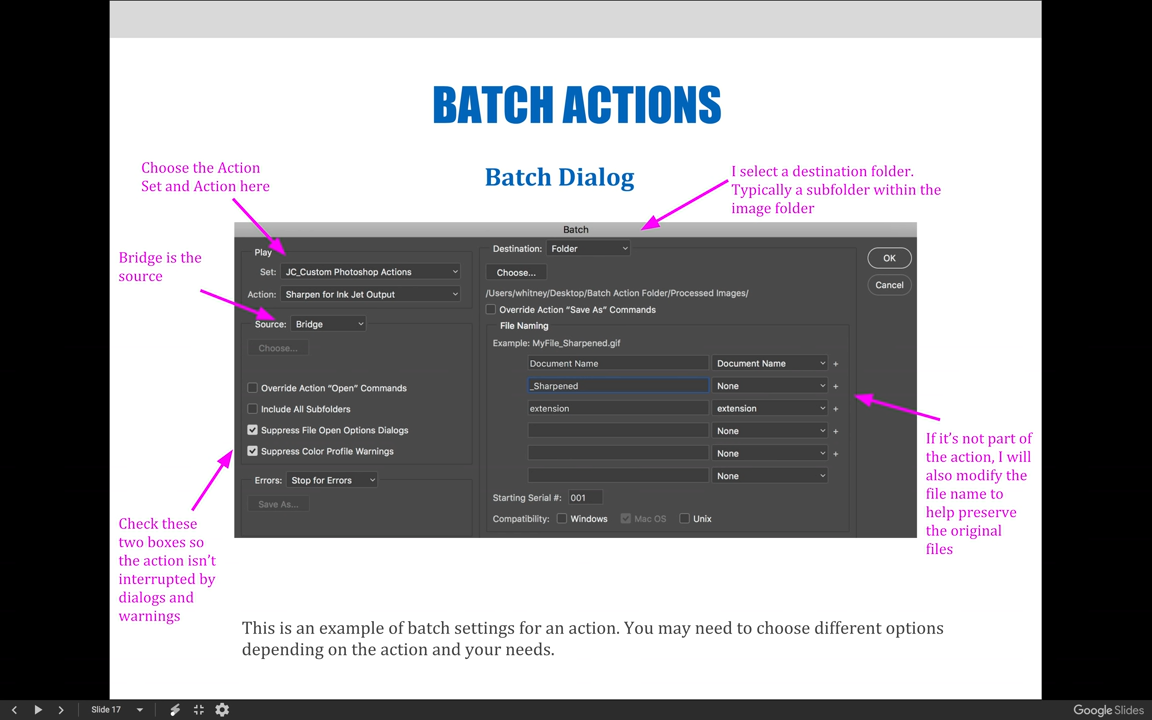 BATCH ACTIONS
Batch Dialog
Choose the Action
Set and Action here
I select a destination folder.
Typically a subfolder within the
image folder
Bridge is the
source
Batch
Play
Set: JC_Custom Photoshop Actions
Action: Sharpen for Ink Jet Output
Source: Bridge
Choose...
Override Action "Open" Commands
Include All Subfolders
Suppress File Open Options Dialogs
Suppress Color Profile Warnings
Errors: Stop for Errors
Save As...
Destination: Folder
Choose...
/Users/whitney/Desktop/Batch Action Folder/Processed Images/
Override Action "Save As" Commands
File Naming
Example: MyFile_Sharpened.gif
Document Name Document Name +
_Sharpened None +
extension extension +
None +
None +
None
Starting Serial #: 001
Compatibility: Windows Mac OS Unix
OK
Cancel
Check these
two boxes so
the action isn't
interrupted by
dialogs and
warnings
If it's not part of
the action, I will
also modify the
file name to
help preserve
the original
files
This is an example of batch settings for an action. You may need to choose different options
depending on the action and your needs.
Slide 17
Google Slides